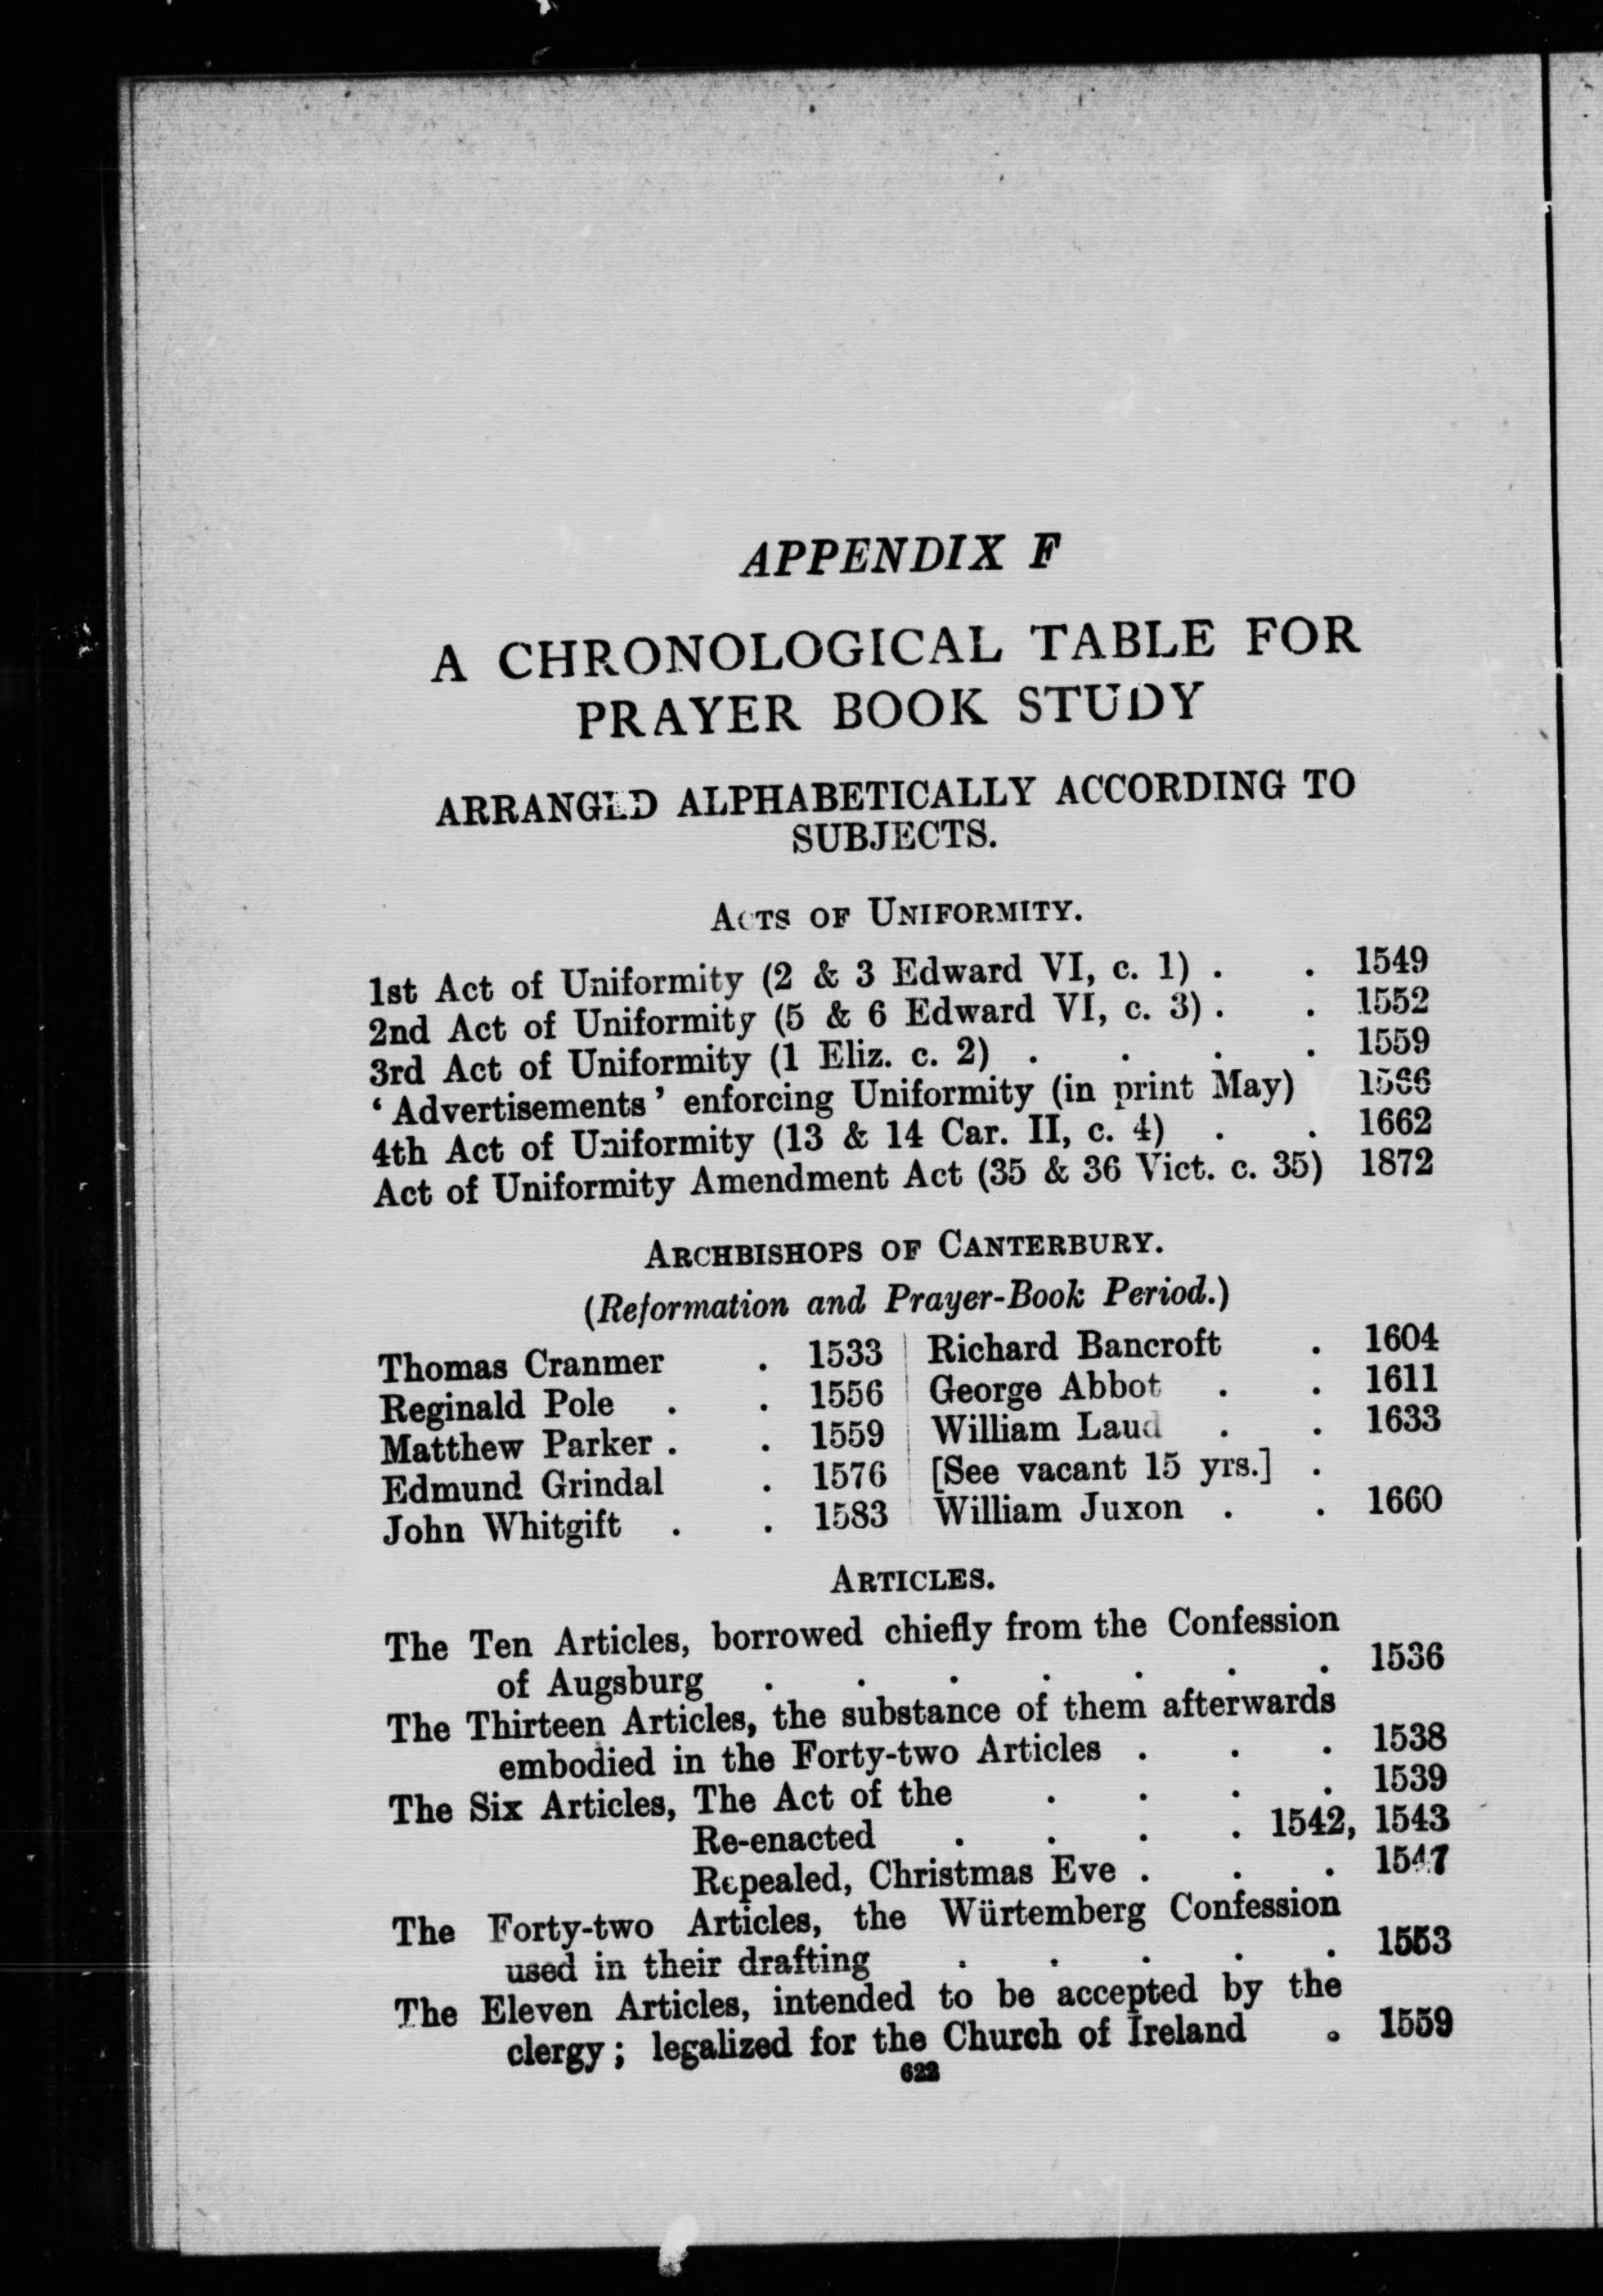 APPENDIX F
A CHRONOLOGICAL TABLE FOR
PRAYER BOOK STUDY
ARRANGED ALPHABETICALLY ACCORDING TO
SUBJECTS.
ACTS OF UNIFORMITY.
1st Act of Uniformity (2 & 3 Edward VI, c. 1) . . 1549
2nd Act of Uniformity (5 & 6 Edward VI, c. 3) . . 1552
3rd Act of Uniformity (1 Eliz. c. 2) . . . . 1559
‘Advertisements’ enforcing Uniformity (in print May) 1566
4th Act of Uniformity (13 & 14 Car. II, c. 4) . . 1662
Act of Uniformity Amendment Act (35 & 36 Vict. c. 35) 1872
ARCHBISHOPS OF CANTERBURY.
(Reformation and Prayer-Book Period.)
Thomas Cranmer . 1533
Reginald Pole . . 1556
Matthew Parker . . 1559
Edmund Grindal . 1576
John Whitgift . . 1583
Richard Bancroft . 1604
George Abbot . . 1611
William Laud . . 1633
[See vacant 15 yrs.] .
William Juxon . . 1660
ARTICLES.
The Ten Articles, borrowed chiefly from the Confession
of Augsburg . . . . . . . 1536
The Thirteen Articles, the substance of them afterwards
embodied in the Forty-two Articles . . . 1538
The Six Articles, The Act of the . . . . 1539
Re-enacted . . . . 1542, 1543
Repealed, Christmas Eve . . . 1547
The Forty-two Articles, the Würtemberg Confession
used in their drafting . . . . . 1553
The Eleven Articles, intended to be accepted by the
clergy; legalized for the Church of Ireland . 1559
622